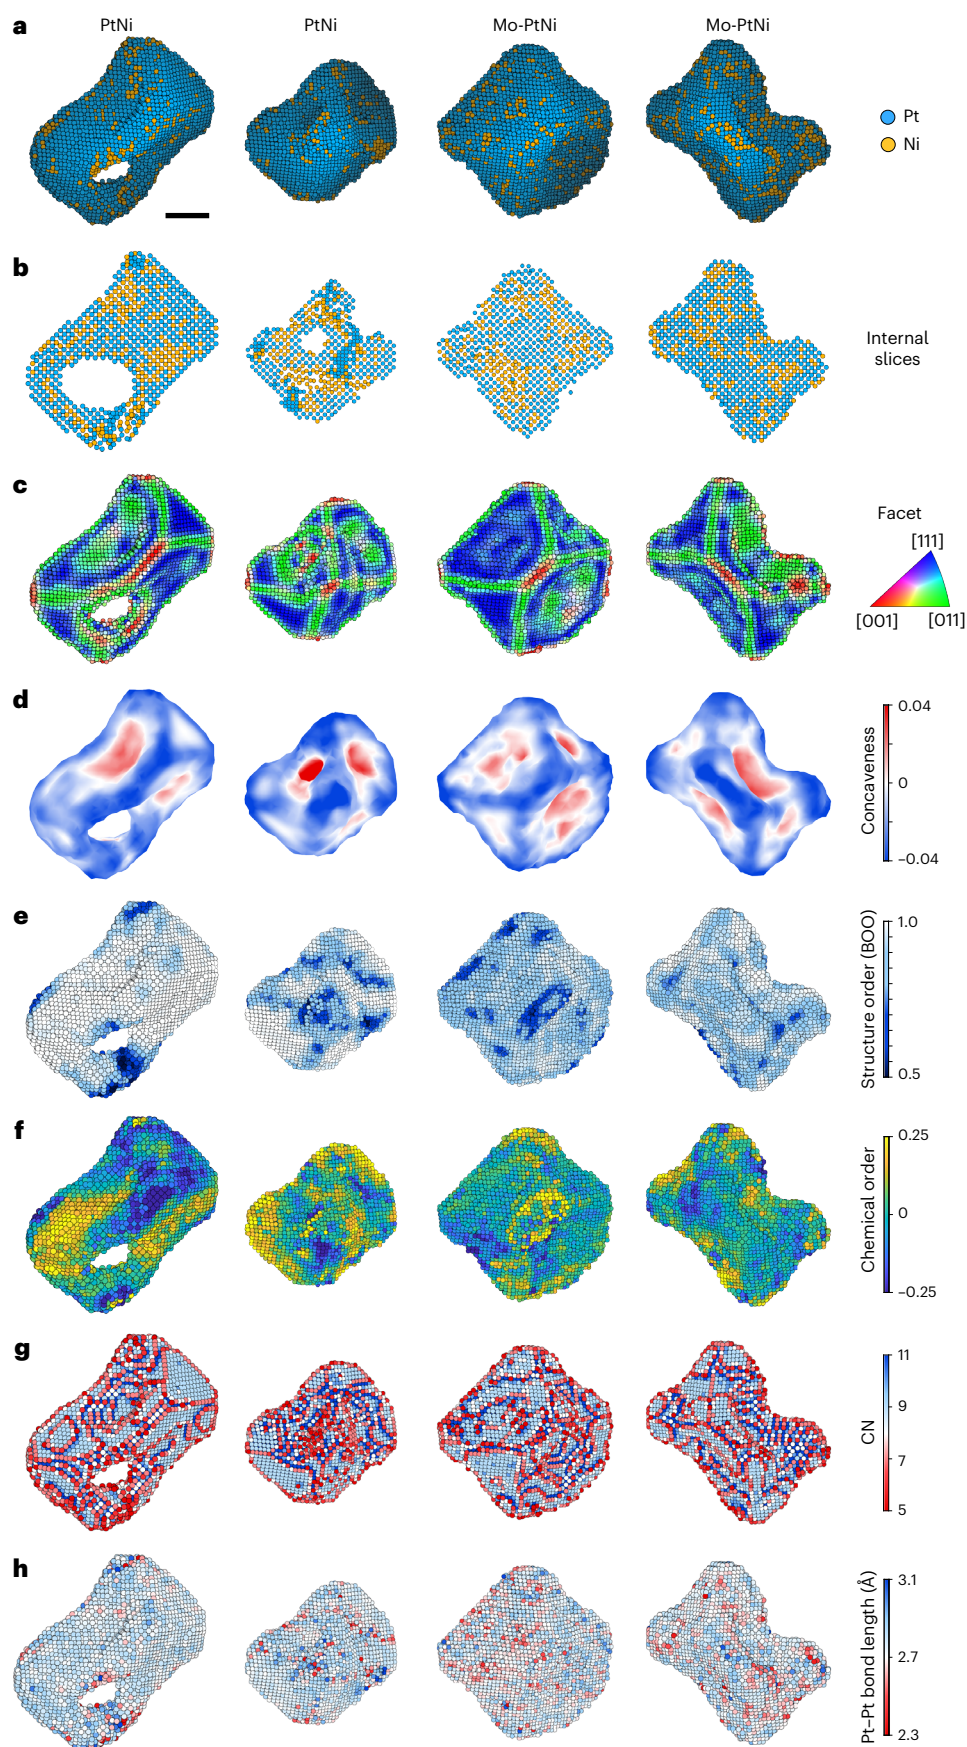 a
PtNi
PtNi
Mo-PtNi
Mo-PtNi
Pt
Ni
b
Internal
slices
c
Facet
[111]
[001]
[011]
d
0.04
0
–0.04
Concaveness
e
1.0
0.5
Structure order (BOO)
f
0.25
0
–0.25
Chemical order
g
11
9
7
5
CN
h
3.1
2.7
2.3
Pt–Pt bond length (Å)